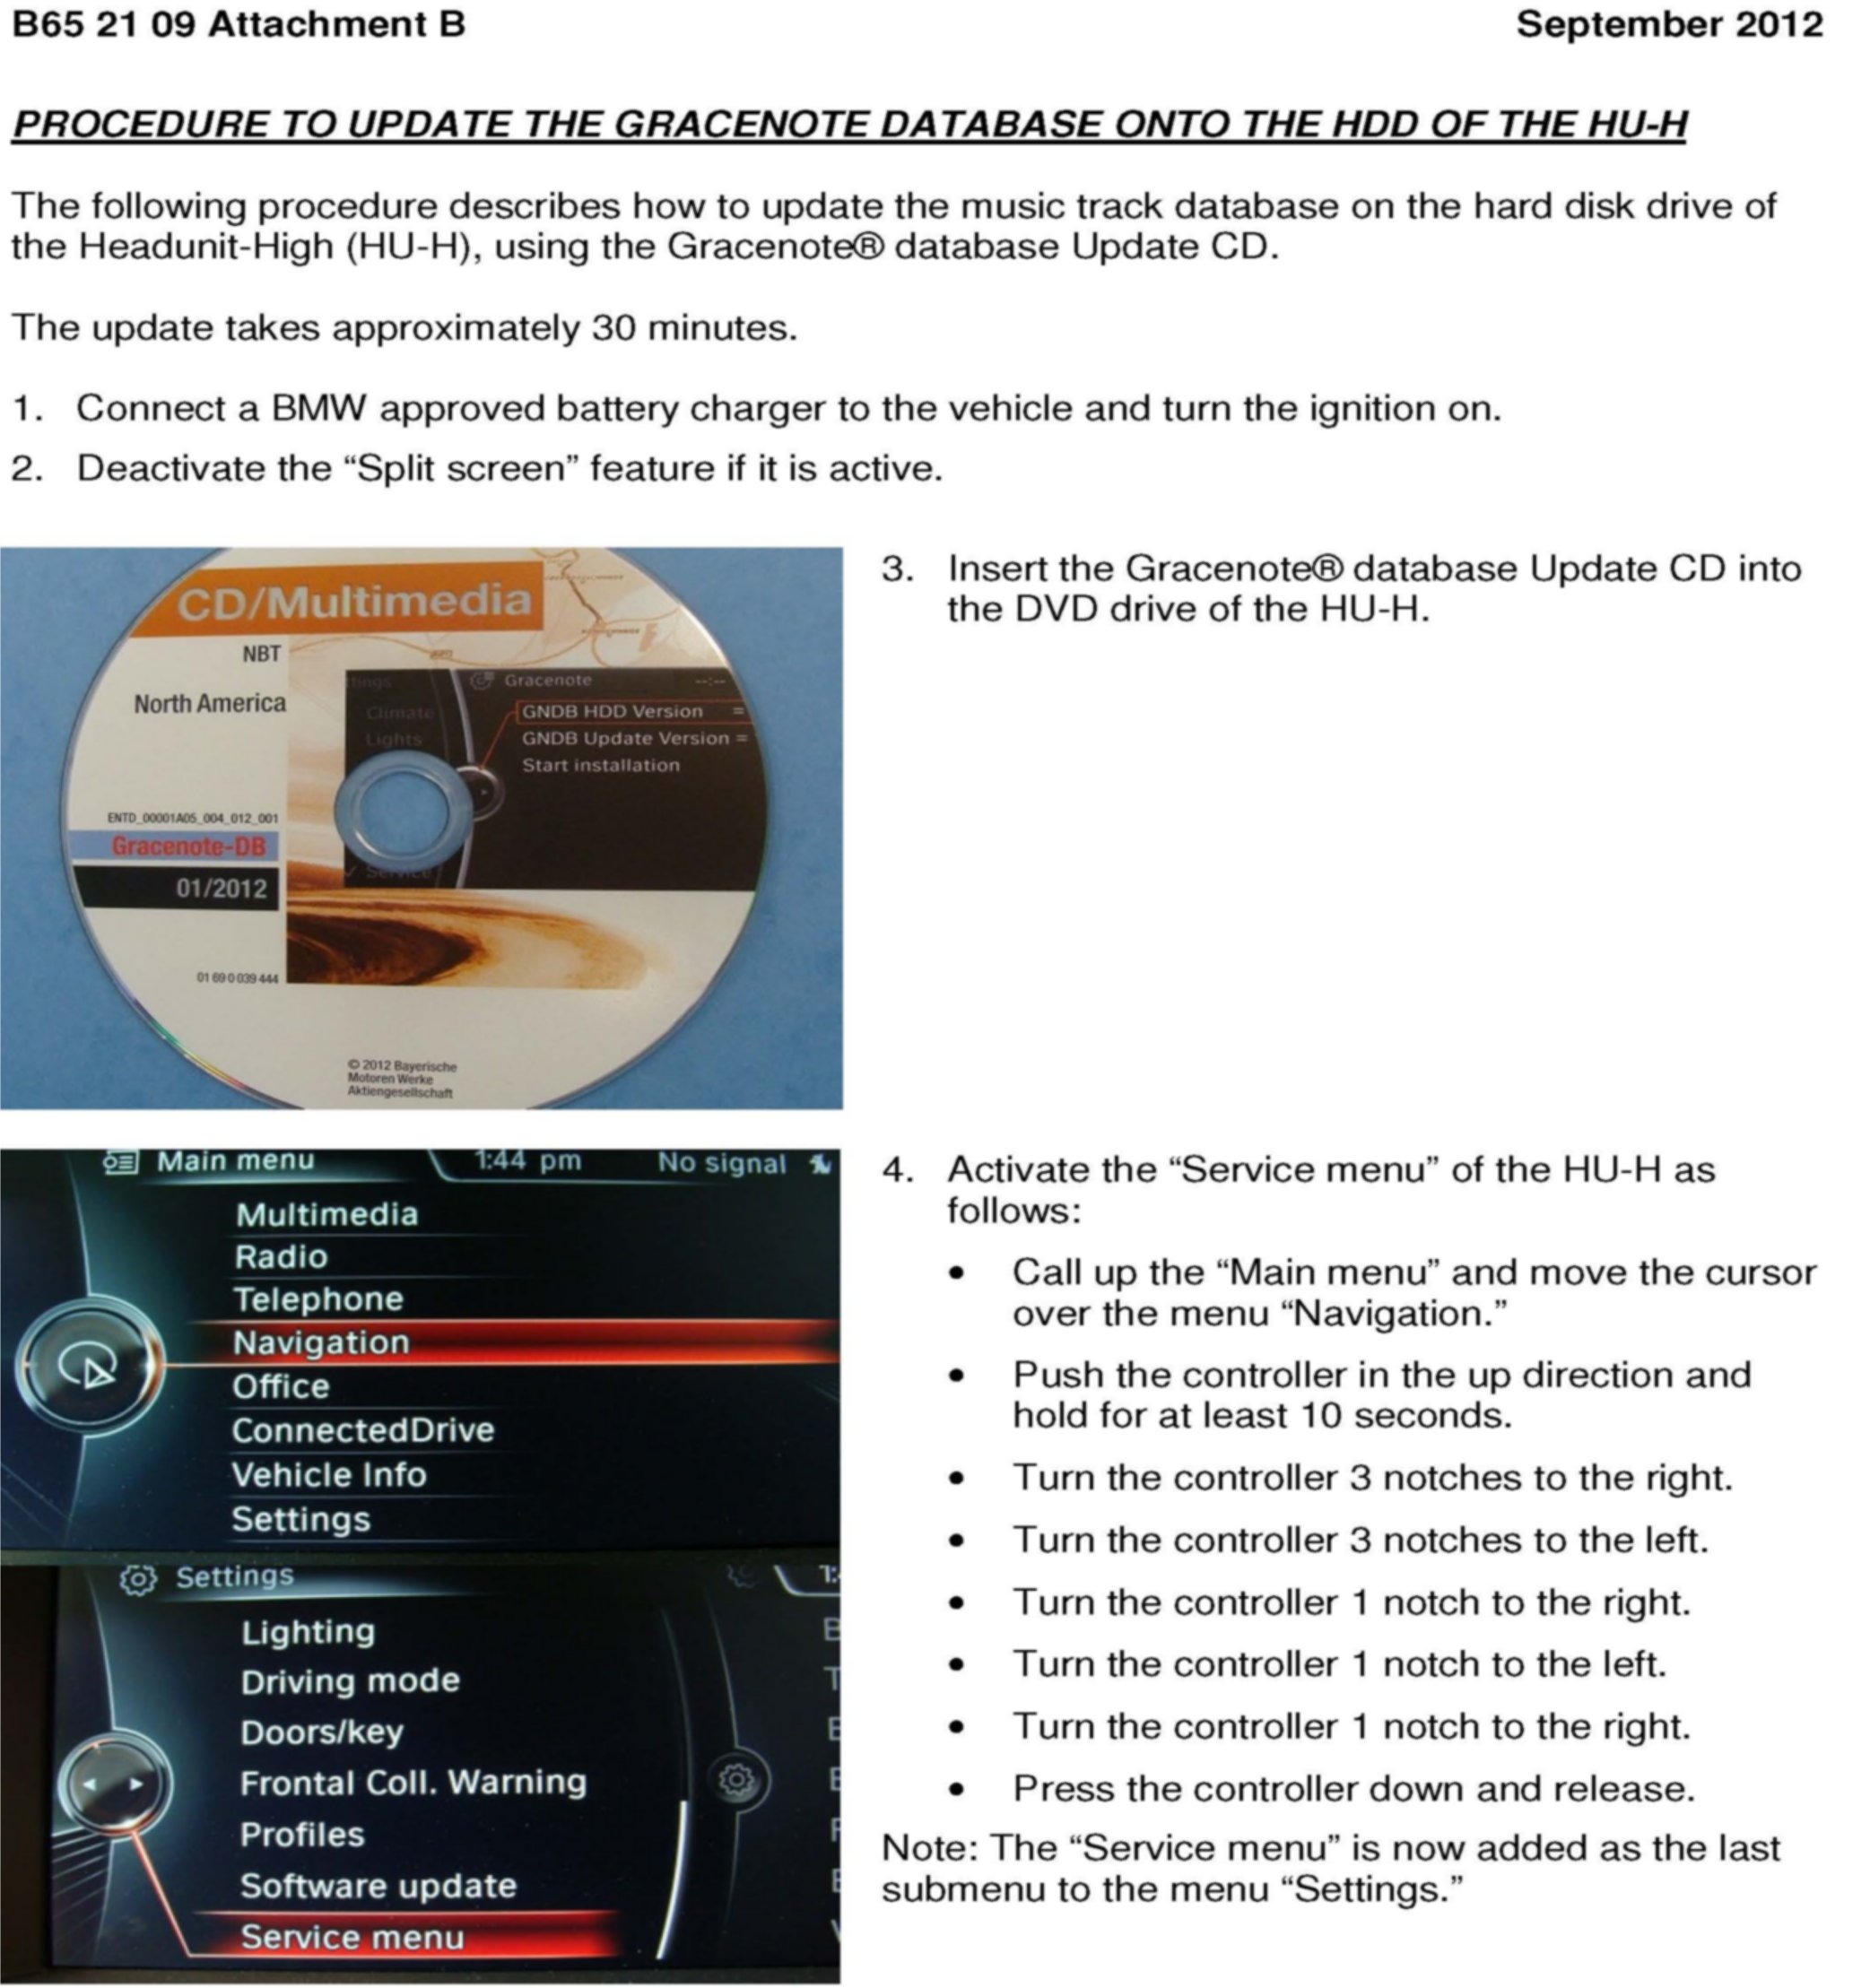 B65 21 09 Attachment B September 2012
PROCEDURE TO UPDATE THE GRACENOTE DATABASE ONTO THE HDD OF THE HU-H
The following procedure describes how to update the music track database on the hard disk drive of
the Headunit-High (HU-H), using the Gracenote® database Update CD.
The update takes approximately 30 minutes.
1. Connect a BMW approved battery charger to the vehicle and turn the ignition on.
2. Deactivate the “Split screen” feature if it is active.
CD/Multimedia
NBT
North America
ENTD_00001A05_004_012_001
Gracenote-DB
01/2012
01 69 0 039 444
© 2012 Bayerische
Motoren Werke
Aktiengesellschaft
Gracenote --:--
Climate
Lights
GNDB HDD Version =
GNDB Update Version =
Start installation
Service
3. Insert the Gracenote® database Update CD into
the DVD drive of the HU-H.
Main menu 1:44 pm No signal
Multimedia
Radio
Telephone
Navigation
Office
ConnectedDrive
Vehicle Info
Settings
Settings
Lighting
Driving mode
Doors/key
Frontal Coll. Warning
Profiles
Software update
Service menu
4. Activate the “Service menu” of the HU-H as
follows:
• Call up the “Main menu” and move the cursor
over the menu “Navigation.”
• Push the controller in the up direction and
hold for at least 10 seconds.
• Turn the controller 3 notches to the right.
• Turn the controller 3 notches to the left.
• Turn the controller 1 notch to the right.
• Turn the controller 1 notch to the left.
• Turn the controller 1 notch to the right.
• Press the controller down and release.
Note: The “Service menu” is now added as the last
submenu to the menu “Settings.”